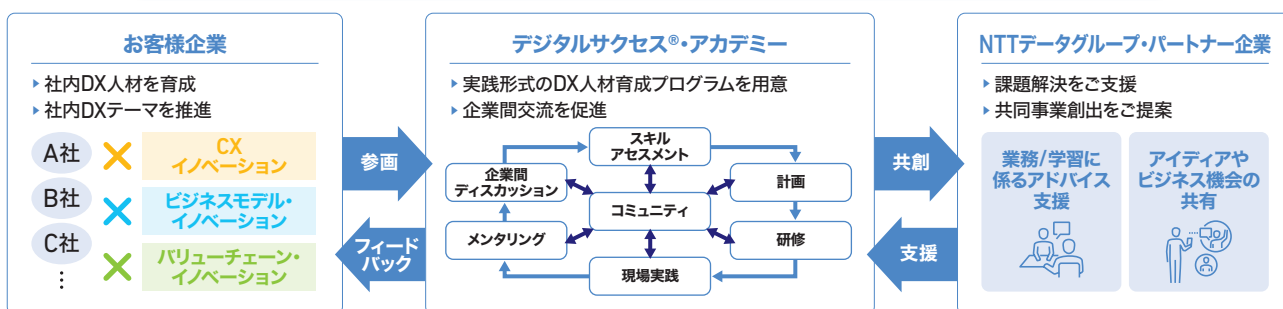 お客様企業
▶ 社内DX人材を育成
▶ 社内DXテーマを推進
A社
CX
イノベーション
B社
ビジネスモデル・
イノベーション
C社
バリューチェーン・
イノベーション
⋮
参画
フィード
バック
デジタルサクセス®・アカデミー
▶ 実践形式のDX人材育成プログラムを用意
▶ 企業間交流を促進
スキル
アセスメント
企業間
ディスカッション
計画
コミュニティ
メンタリング
研修
現場実践
共創
支援
NTTデータグループ・パートナー企業
▶ 課題解決をご支援
▶ 共同事業創出をご提案
業務/学習に
係るアドバイス
支援
アイディアや
ビジネス機会の
共有